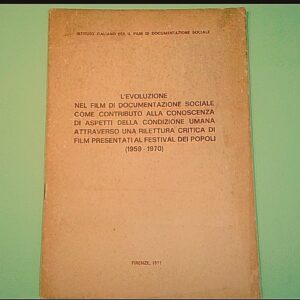 ISTITUTO ITALIANO PER IL FILM DI DOCUMENTAZIONE SOCIALE
L'EVOLUZIONE
NEL FILM DI DOCUMENTAZIONE SOCIALE
COME CONTRIBUTO ALLA CONOSCENZA
DI ASPETTI DELLA CONDIZIONE UMANA
ATTRAVERSO UNA RILETTURA CRITICA DI
FILM PRESENTATI AL FESTIVAL DEI POPOLI
(1959 - 1970)
FIRENZE, 1971